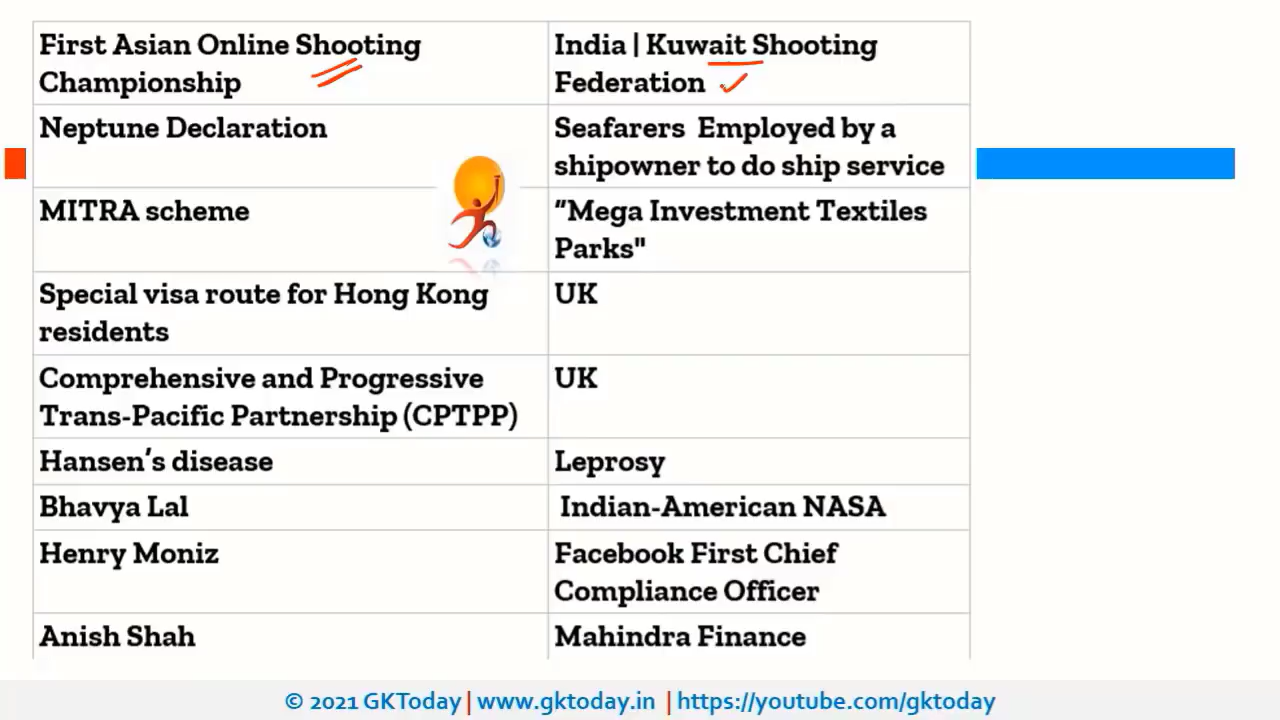 First Asian Online Shooting
Championship
India | Kuwait Shooting
Federation
Neptune Declaration
Seafarers Employed by a
shipowner to do ship service
MITRA scheme
“Mega Investment Textiles
Parks"
Special visa route for Hong Kong
residents
UK
Comprehensive and Progressive
Trans-Pacific Partnership (CPTPP)
UK
Hansen’s disease
Leprosy
Bhavya Lal
Indian-American NASA
Henry Moniz
Facebook First Chief
Compliance Officer
Anish Shah
Mahindra Finance
© 2021 GKToday | www.gktoday.in | https://youtube.com/gktoday